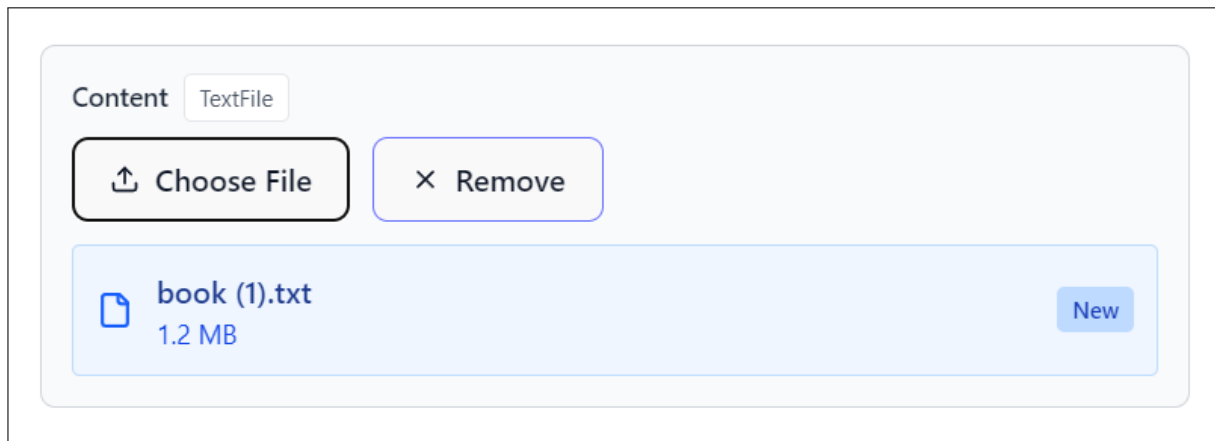 Content TextFile
Choose File Remove
book (1).txt
1.2 MB
New